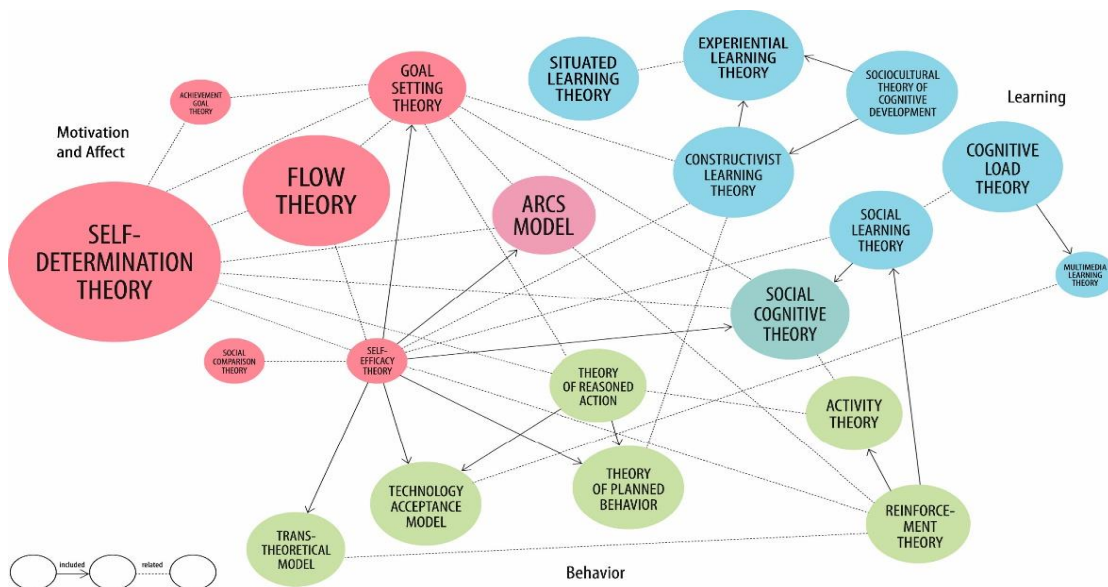 ACHIEVEMENT
GOAL
THEORY
GOAL
SETTING
THEORY
SITUATED
LEARNING
THEORY
EXPERIENTIAL
LEARNING
THEORY
SOCIOCULTURAL
THEORY OF
COGNITIVE
DEVELOPMENT
Learning
Motivation
and Affect
FLOW
THEORY
ARCS
MODEL
CONSTRUCTIVIST
LEARNING
THEORY
COGNITIVE
LOAD
THEORY
SELF-
DETERMINATION
THEORY
SOCIAL
LEARNING
THEORY
MULTIMEDIA
LEARNING
THEORY
SOCIAL
COGNITIVE
THEORY
SOCIAL
COMPARISON
THEORY
SELF-
EFFICACY
THEORY
THEORY
OF REASONED
ACTION
ACTIVITY
THEORY
TECHNOLOGY
ACCEPTANCE
MODEL
THEORY
OF PLANNED
BEHAVIOR
REINFORCE-
MENT
THEORY
TRANS-
THEORETICAL
MODEL
included
related
Behavior